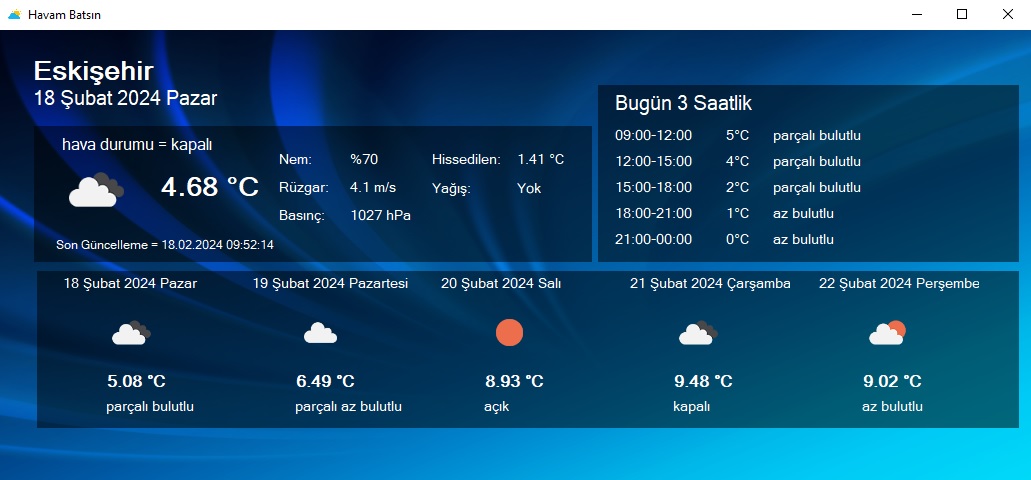 Havam Batsın
Eskişehir
18 Şubat 2024 Pazar
hava durumu = kapalı
4.68 °C
Nem: %70 Hissedilen: 1.41 °C
Rüzgar: 4.1 m/s Yağış: Yok
Basınç: 1027 hPa
Son Güncelleme = 18.02.2024 09:52:14
Bugün 3 Saatlik
09:00-12:00 5°C parçalı bulutlu
12:00-15:00 4°C parçalı bulutlu
15:00-18:00 2°C parçalı bulutlu
18:00-21:00 1°C az bulutlu
21:00-00:00 0°C az bulutlu
18 Şubat 2024 Pazar 19 Şubat 2024 Pazartesi 20 Şubat 2024 Salı 21 Şubat 2024 Çarşamba 22 Şubat 2024 Perşembe
5.08 °C 6.49 °C 8.93 °C 9.48 °C 9.02 °C
parçalı bulutlu parçalı az bulutlu açık kapalı az bulutlu